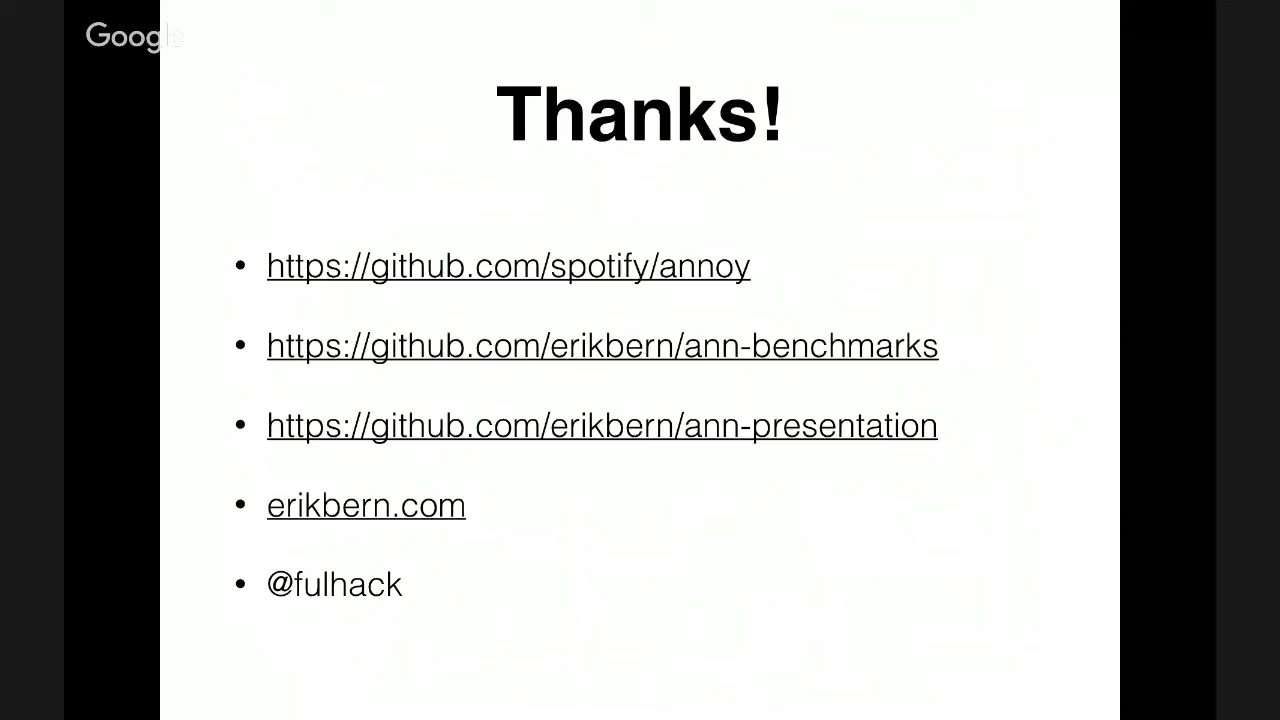 Google
Thanks!
• https://github.com/spotify/annoy
• https://github.com/erikbern/ann-benchmarks
• https://github.com/erikbern/ann-presentation
• erikbern.com
• @fulhack